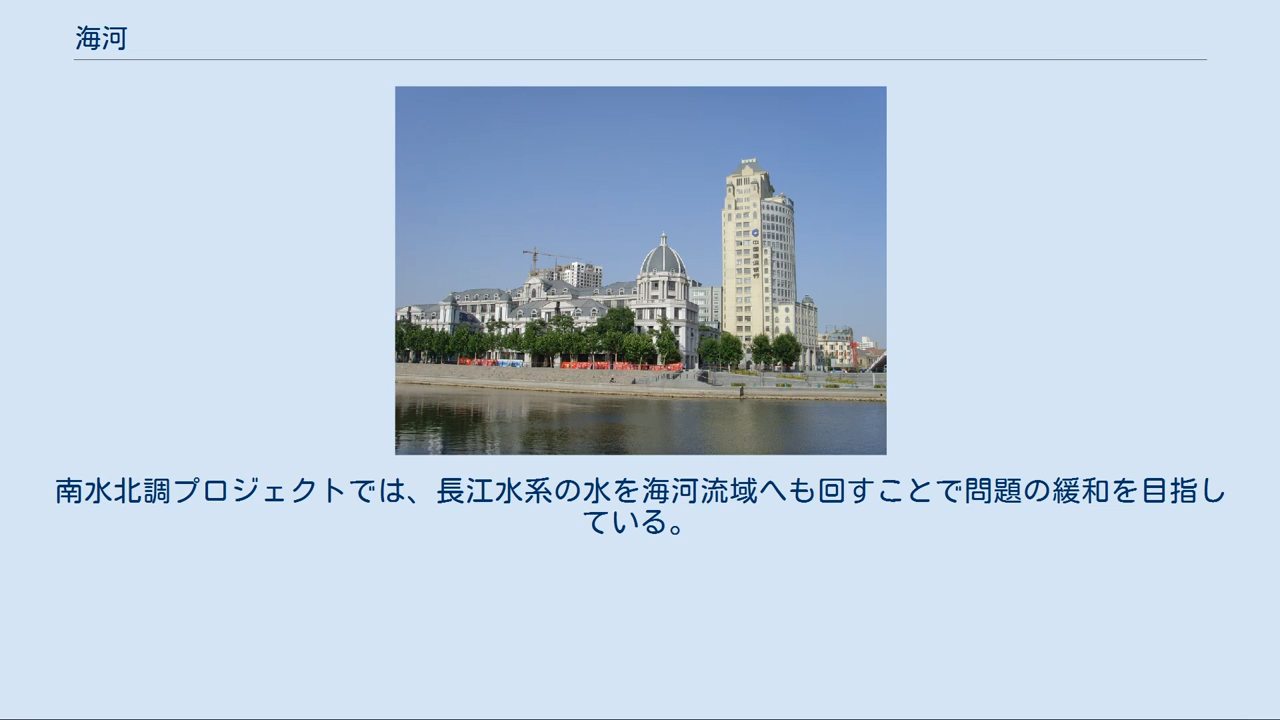 海河
南水北調プロジェクトでは、長江水系の水を海河流域へも回すことで問題の緩和を目指し
ている。